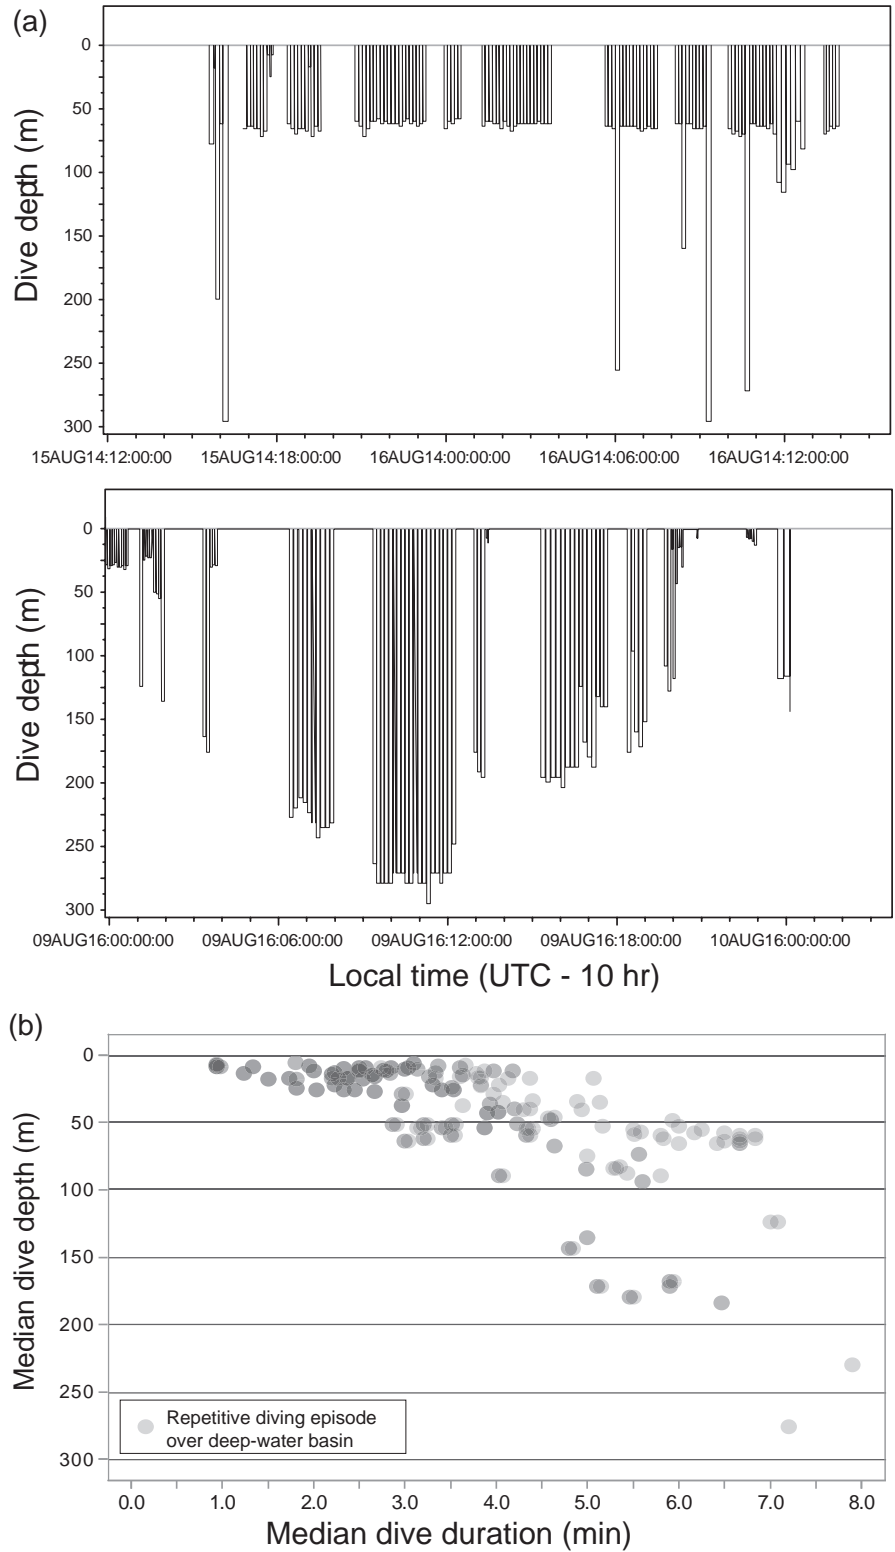 (a)
Dive depth (m)
0
50
100
150
200
250
300
15AUG14:12:00:00
15AUG14:18:00:00
16AUG14:00:00:00
16AUG14:06:00:00
16AUG14:12:00:00
Dive depth (m)
0
50
100
150
200
250
300
09AUG16:00:00:00
09AUG16:06:00:00
09AUG16:12:00:00
09AUG16:18:00:00
10AUG16:00:00:00
Local time (UTC - 10 hr)
(b)
Median dive depth (m)
0
50
100
150
200
250
300
Repetitive diving episode
over deep-water basin
0.0
1.0
2.0
3.0
4.0
5.0
6.0
7.0
8.0
Median dive duration (min)